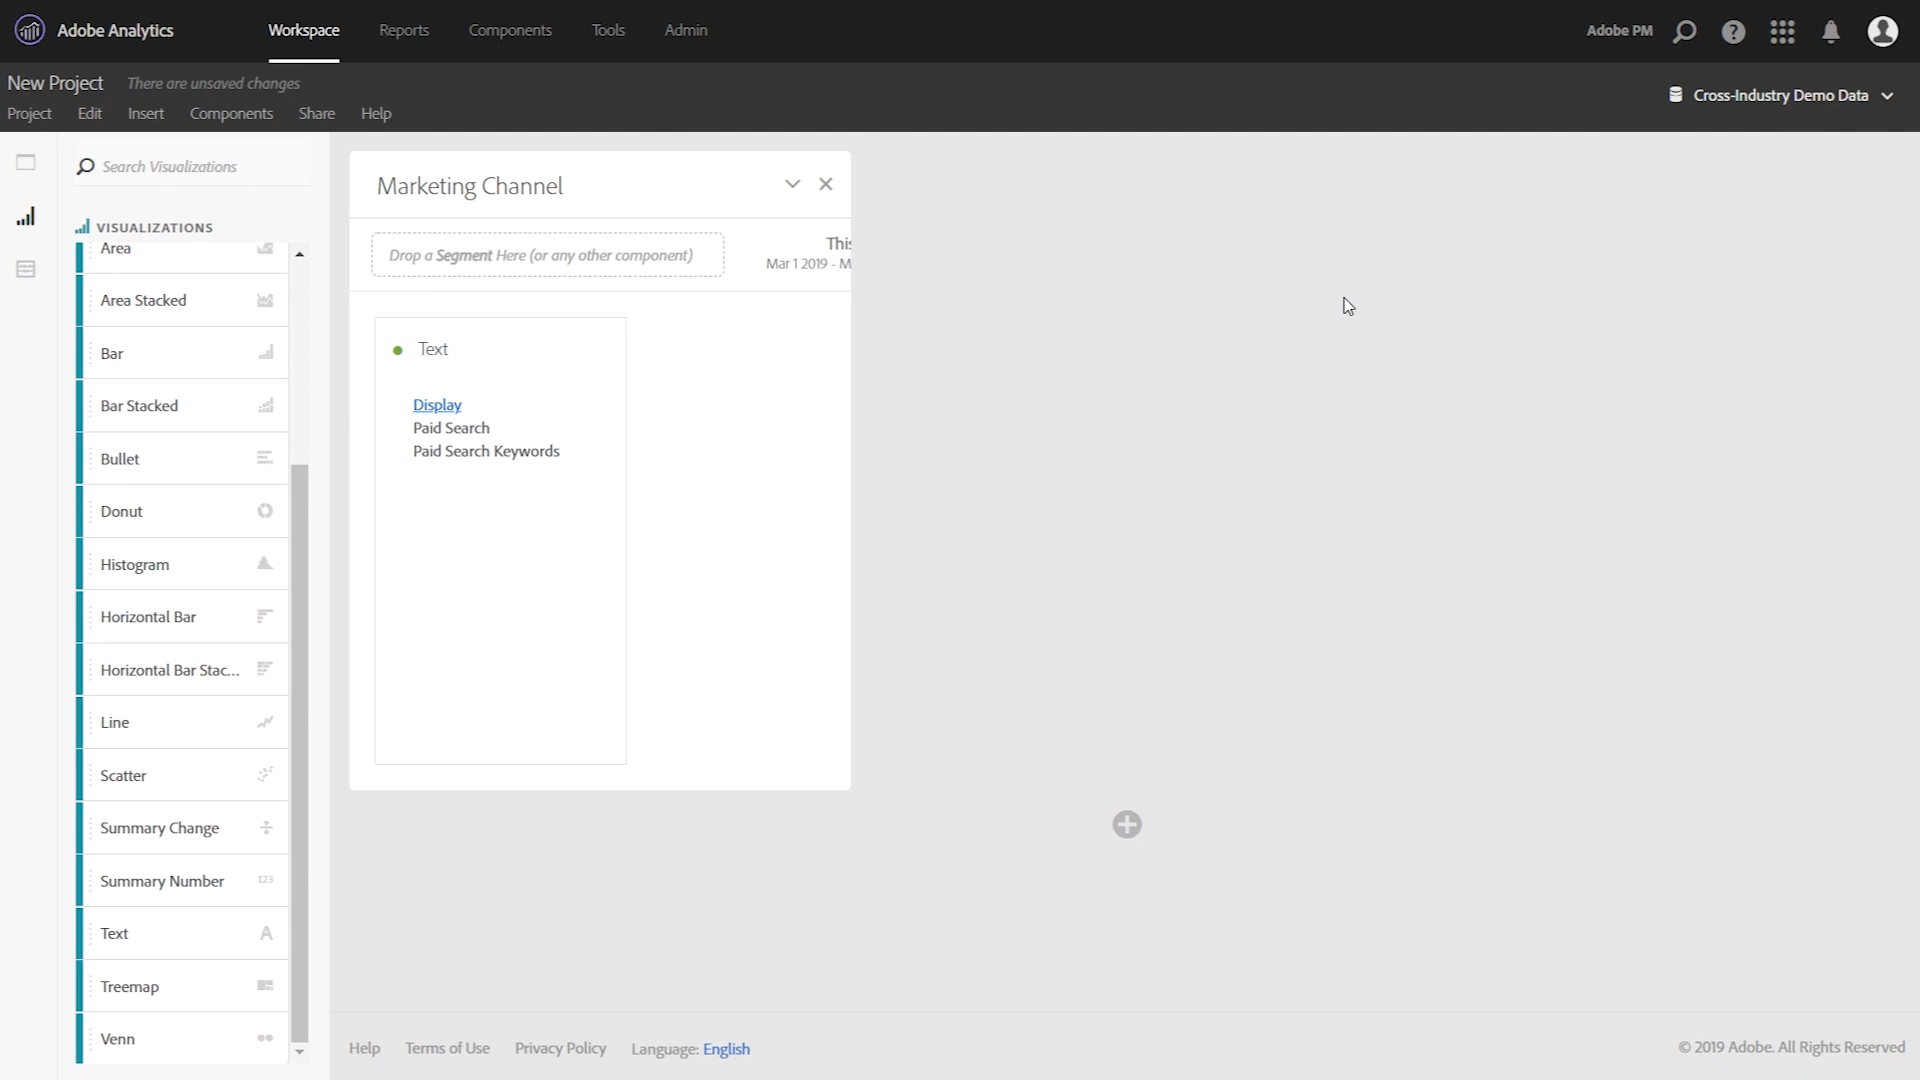 Adobe Analytics
Workspace
Reports
Components
Tools
Admin
Adobe PM
New Project
There are unsaved changes
Project
Edit
Insert
Components
Share
Help
Cross-Industry Demo Data
Search Visualizations
VISUALIZATIONS
Area
Area Stacked
Bar
Bar Stacked
Bullet
Donut
Histogram
Horizontal Bar
Horizontal Bar Stac...
Line
Scatter
Summary Change
Summary Number
123
Text
A
Treemap
Venn
Marketing Channel
Drop a Segment Here (or any other component)
This
Mar 1 2019 - M
Text
Display
Paid Search
Paid Search Keywords
Help
Terms of Use
Privacy Policy
Language: English
© 2019 Adobe. All Rights Reserved